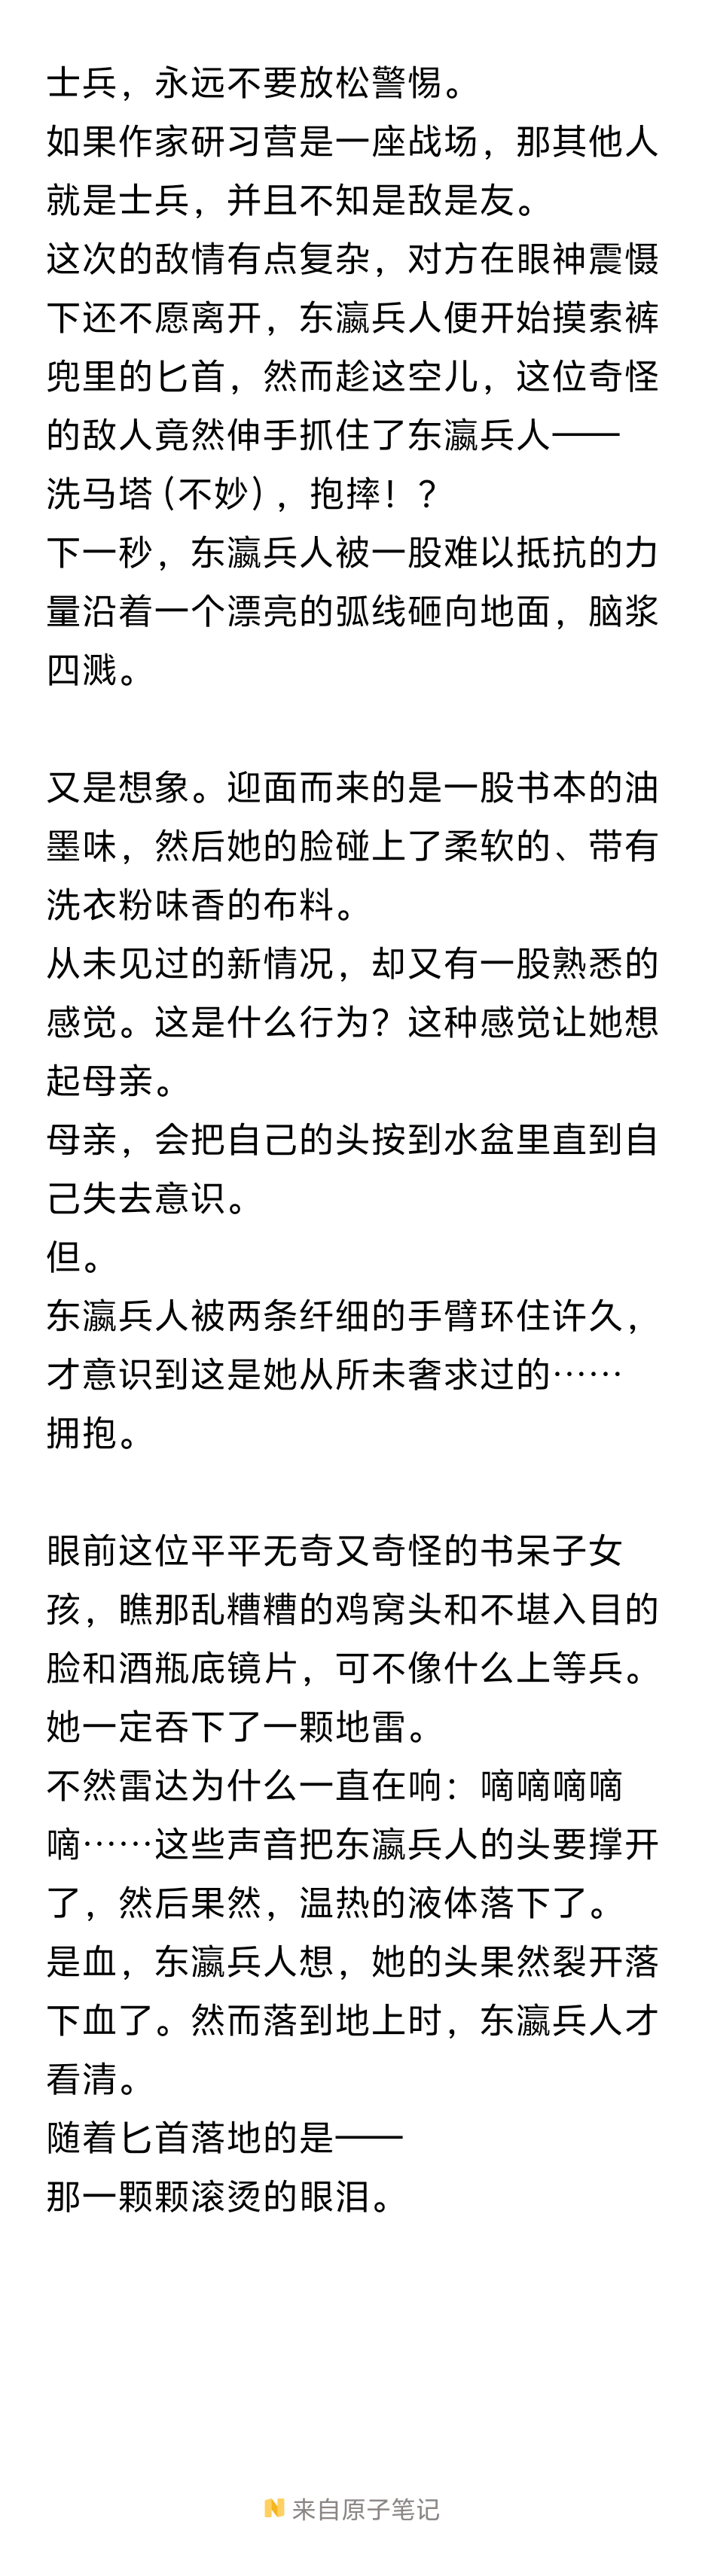 士兵，永远不要放松警惕。
如果作家研习营是一座战场，那其他人
就是士兵，并且不知是敌是友。
这次的敌情有点复杂，对方在眼神震慑
下还不愿离开，东瀛兵人便开始摸索裤
兜里的匕首，然而趁这空儿，这位奇怪
的敌人竟然伸手抓住了东瀛兵人——
洗马塔（不妙），抱摔！？
下一秒，东瀛兵人被一股难以抵抗的力
量沿着一个漂亮的弧线砸向地面，脑浆
四溅。
又是想象。迎面而来的是一股书本的油
墨味，然后她的脸碰上了柔软的、带有
洗衣粉味香的布料。
从未见过的新情况，却又有一股熟悉的
感觉。这是什么行为？这种感觉让她想
起母亲。
母亲，会把自己的头按到水盆里直到自
己失去意识。
但。
东瀛兵人被两条纤细的手臂环住许久，
才意识到这是她从所未奢求过的……
拥抱。
眼前这位平平无奇又奇怪的书呆子女
孩，瞧那乱糟糟的鸡窝头和不堪入目的
脸和酒瓶底镜片，可不像什么上等兵。
她一定吞下了一颗地雷。
不然雷达为什么一直在响：嘀嘀嘀嘀
嘀……这些声音把东瀛兵人的头要撑开
了，然后果然，温热的液体落下了。
是血，东瀛兵人想，她的头果然裂开落
下血了。然而落到地上时，东瀛兵人才
看清。
随着匕首落地的是——
那一颗颗滚烫的眼泪。
来自原子笔记